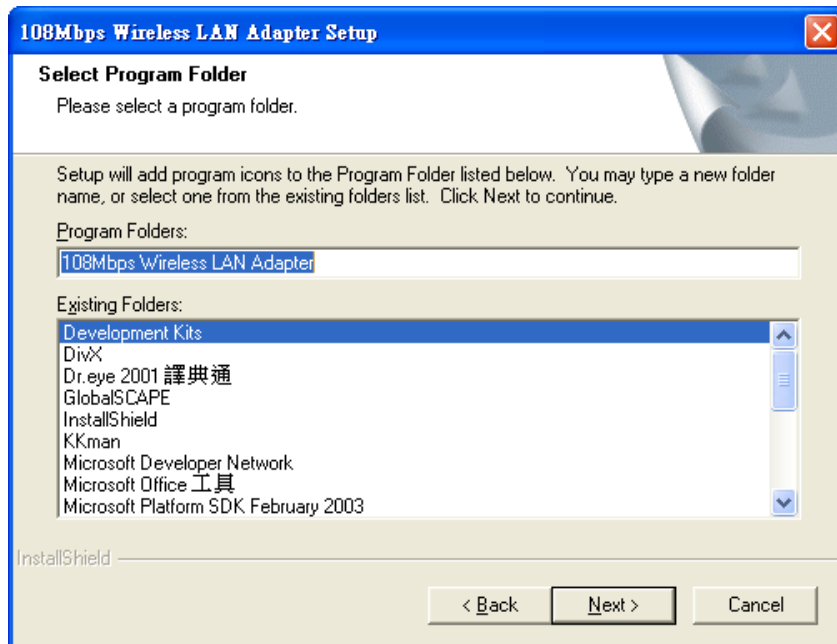 108Mbps Wireless LAN Adapter Setup
Select Program Folder
Please select a program folder.
Setup will add program icons to the Program Folder listed below. You may type a new folder
name, or select one from the existing folders list. Click Next to continue.
Program Folders:
108Mbps Wireless LAN Adapter
Existing Folders:
Development Kits
DivX
Dr.eye 2001 譯典通
GlobalSCAPE
InstallShield
KKman
Microsoft Developer Network
Microsoft Office 工具
Microsoft Platform SDK February 2003
InstallShield
< Back Next > Cancel